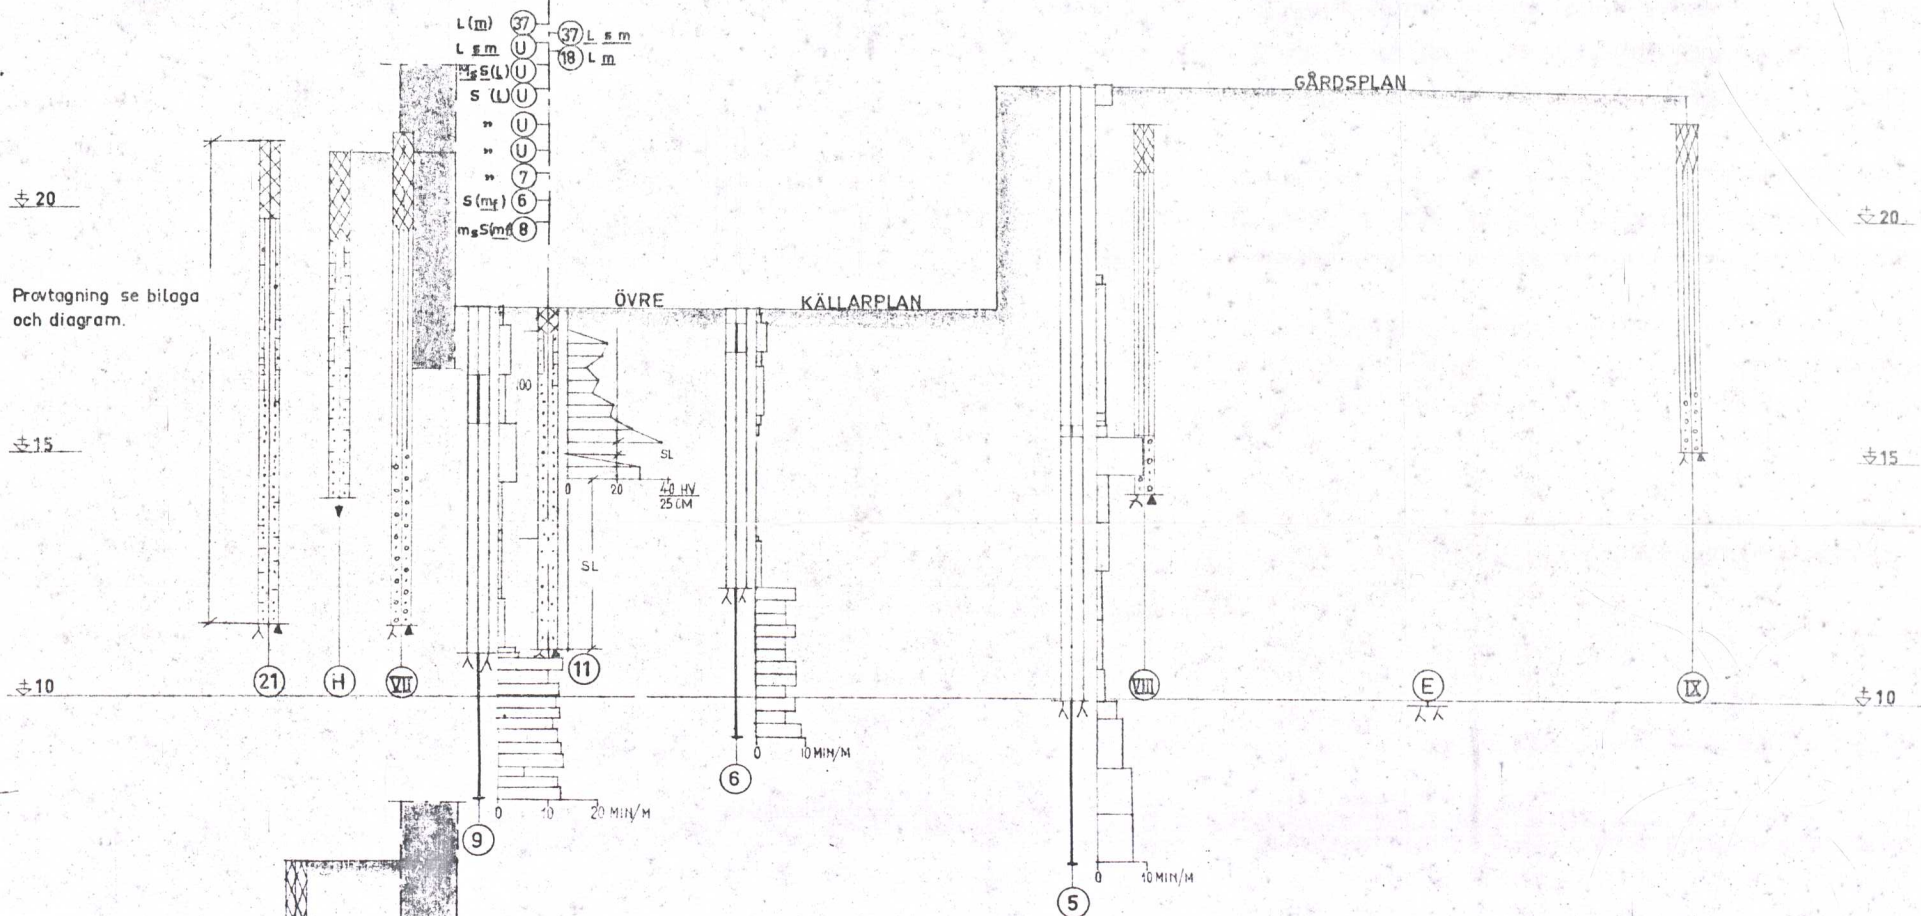 L (m) 37
37 L s m
L s m U
18 L m
MsS(L) U
S (L) U
GÅRDSPLAN
" U
" U
" 7
± 20
S (mf) 6
± 20
msS(mf) 8
Provtagning se bilaga
och diagram.
ÖVRE KÄLLARPLAN
± 15
SL
± 15
0 20 40 HV
25 CM
SL
21 H VII 11 VIII E IX
± 10
± 10
0 10 MIN/M
6
0 10 20 MIN/M
9
0 10 MIN/M
5